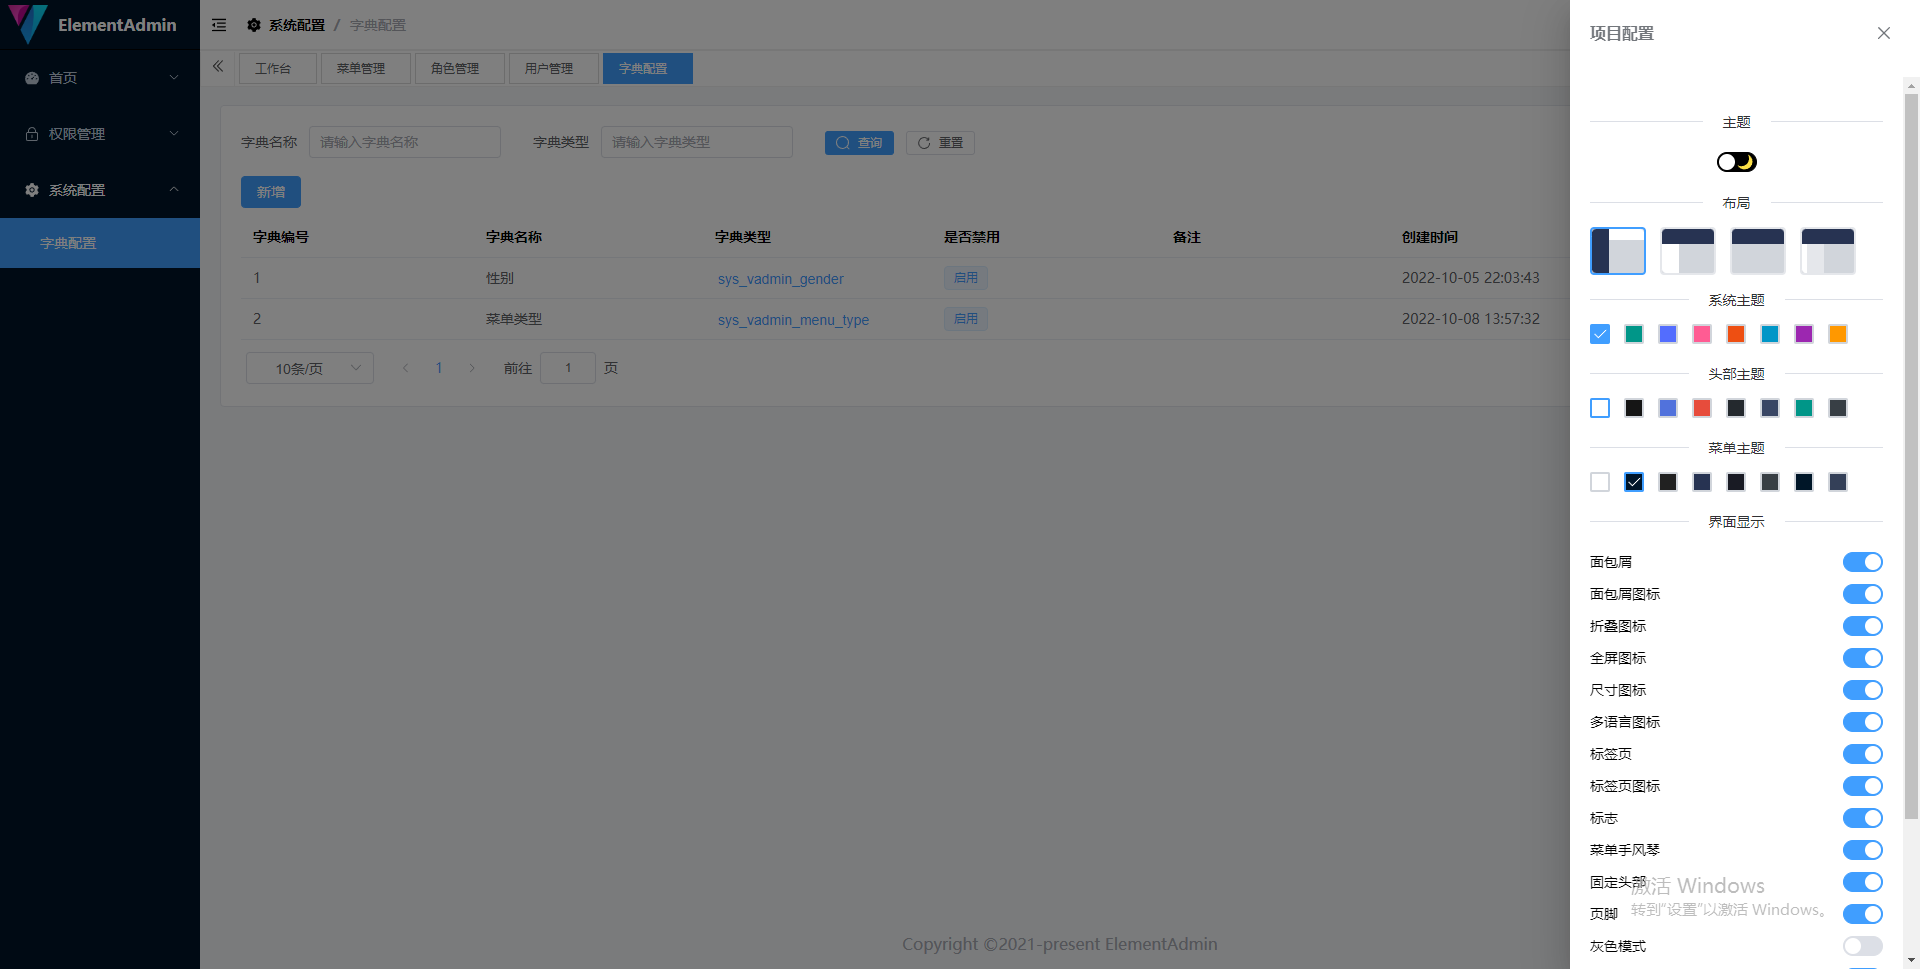 ElementAdmin
首页
权限管理
系统配置
字典配置
系统配置 / 字典配置
工作台
菜单管理
角色管理
用户管理
字典配置
字典名称 请输入字典名称 字典类型 请输入字典类型 查询 重置
新增
字典编号 字典名称 字典类型 是否禁用 备注 创建时间
1 性别 sys_vadmin_gender 启用 2022-10-05 22:03:43
2 菜单类型 sys_vadmin_menu_type 启用 2022-10-08 13:57:32
10条/页 1 前往 1 页
Copyright ©2021-present ElementAdmin
项目配置
主题
布局
系统主题
头部主题
菜单主题
界面显示
面包屑
面包屑图标
折叠图标
全屏图标
尺寸图标
多语言图标
标签页
标签页图标
标志
菜单手风琴
固定头部
页脚
灰色模式
激活 Windows
转到“设置”以激活 Windows。